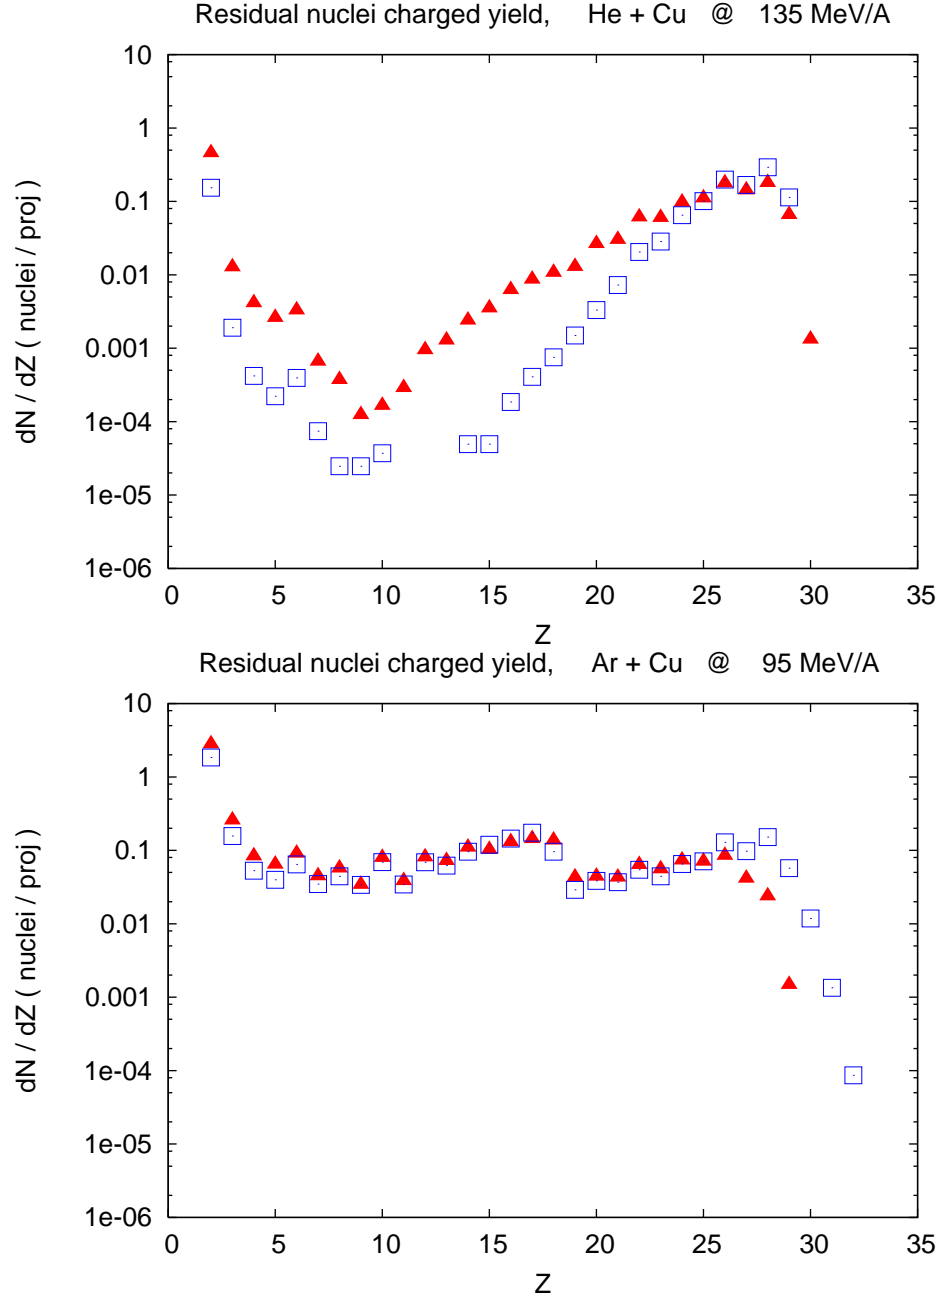 Residual nuclei charged yield, He + Cu @ 135 MeV/A
10
1
0.1
0.01
0.001
1e-04
1e-05
1e-06
dN / dZ ( nuclei / proj )
0 5 10 15 20 25 30 35
Z
Residual nuclei charged yield, Ar + Cu @ 95 MeV/A
10
1
0.1
0.01
0.001
1e-04
1e-05
1e-06
dN / dZ ( nuclei / proj )
0 5 10 15 20 25 30 35
Z